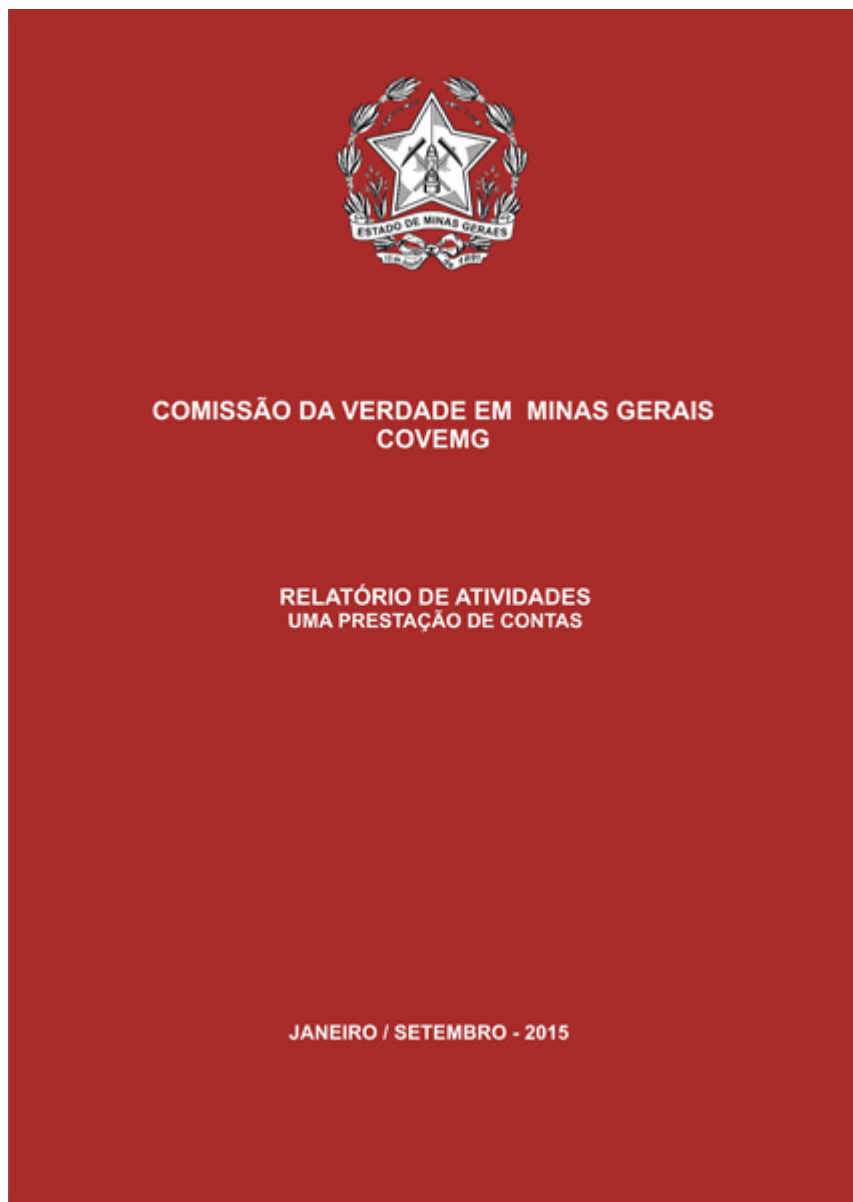 ESTADO DE MINAS GERAES
COMISSÃO DA VERDADE EM MINAS GERAIS
COVEMG
RELATÓRIO DE ATIVIDADES
UMA PRESTAÇÃO DE CONTAS
JANEIRO / SETEMBRO - 2015